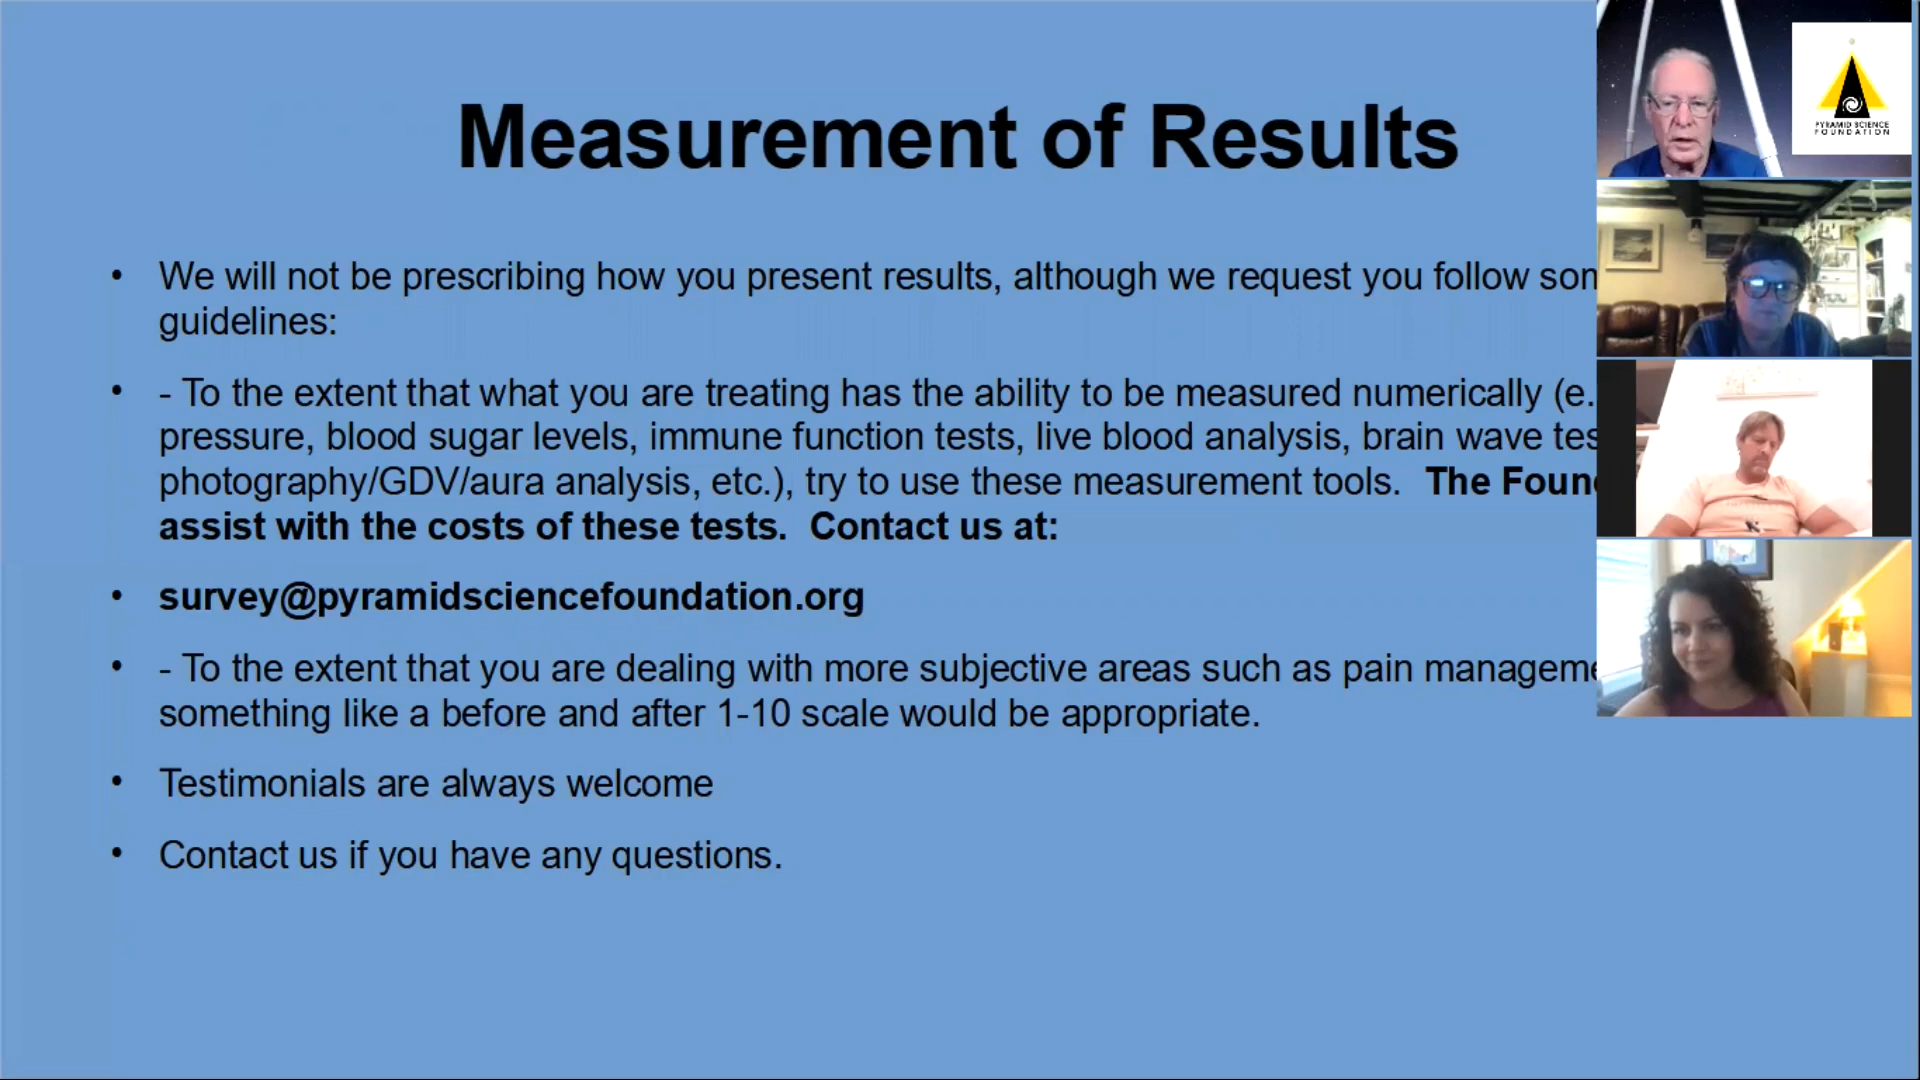 Measurement of Results
• We will not be prescribing how you present results, although we request you follow
guidelines:
• - To the extent that what you are treating has the ability to be measured numerically
pressure, blood sugar levels, immune function tests, live blood analysis, brain wave
photography/GDV/aura analysis, etc.), try to use these measurement tools. The
assist with the costs of these tests. Contact us at:
• survey@pyramidsciencefoundation.org
• - To the extent that you are dealing with more subjective areas such as pain
something like a before and after 1-10 scale would be appropriate.
• Testimonials are always welcome
• Contact us if you have any questions.
PYRAMID SCIENCE
FOUNDATION